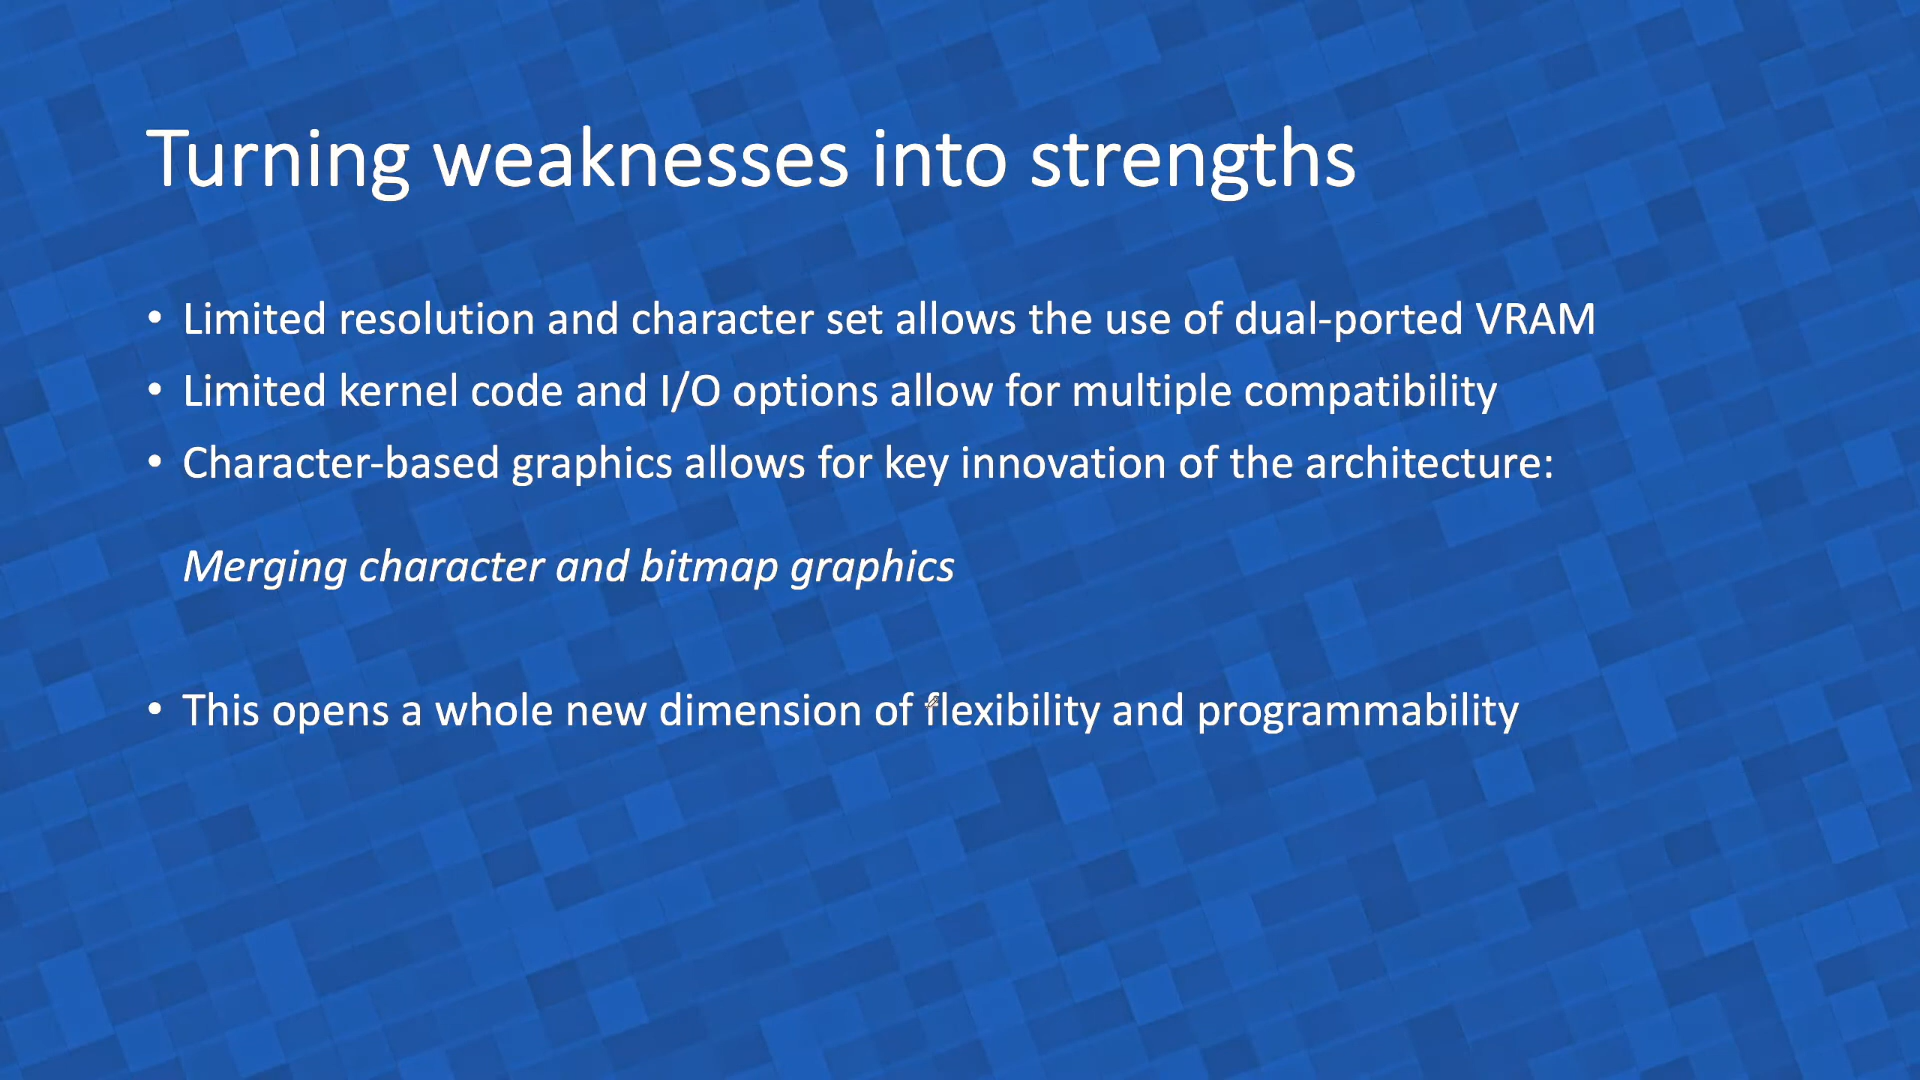 Turning weaknesses into strengths
• Limited resolution and character set allows the use of dual-ported VRAM
• Limited kernel code and I/O options allow for multiple compatibility
• Character-based graphics allows for key innovation of the architecture:
Merging character and bitmap graphics
• This opens a whole new dimension of flexibility and programmability